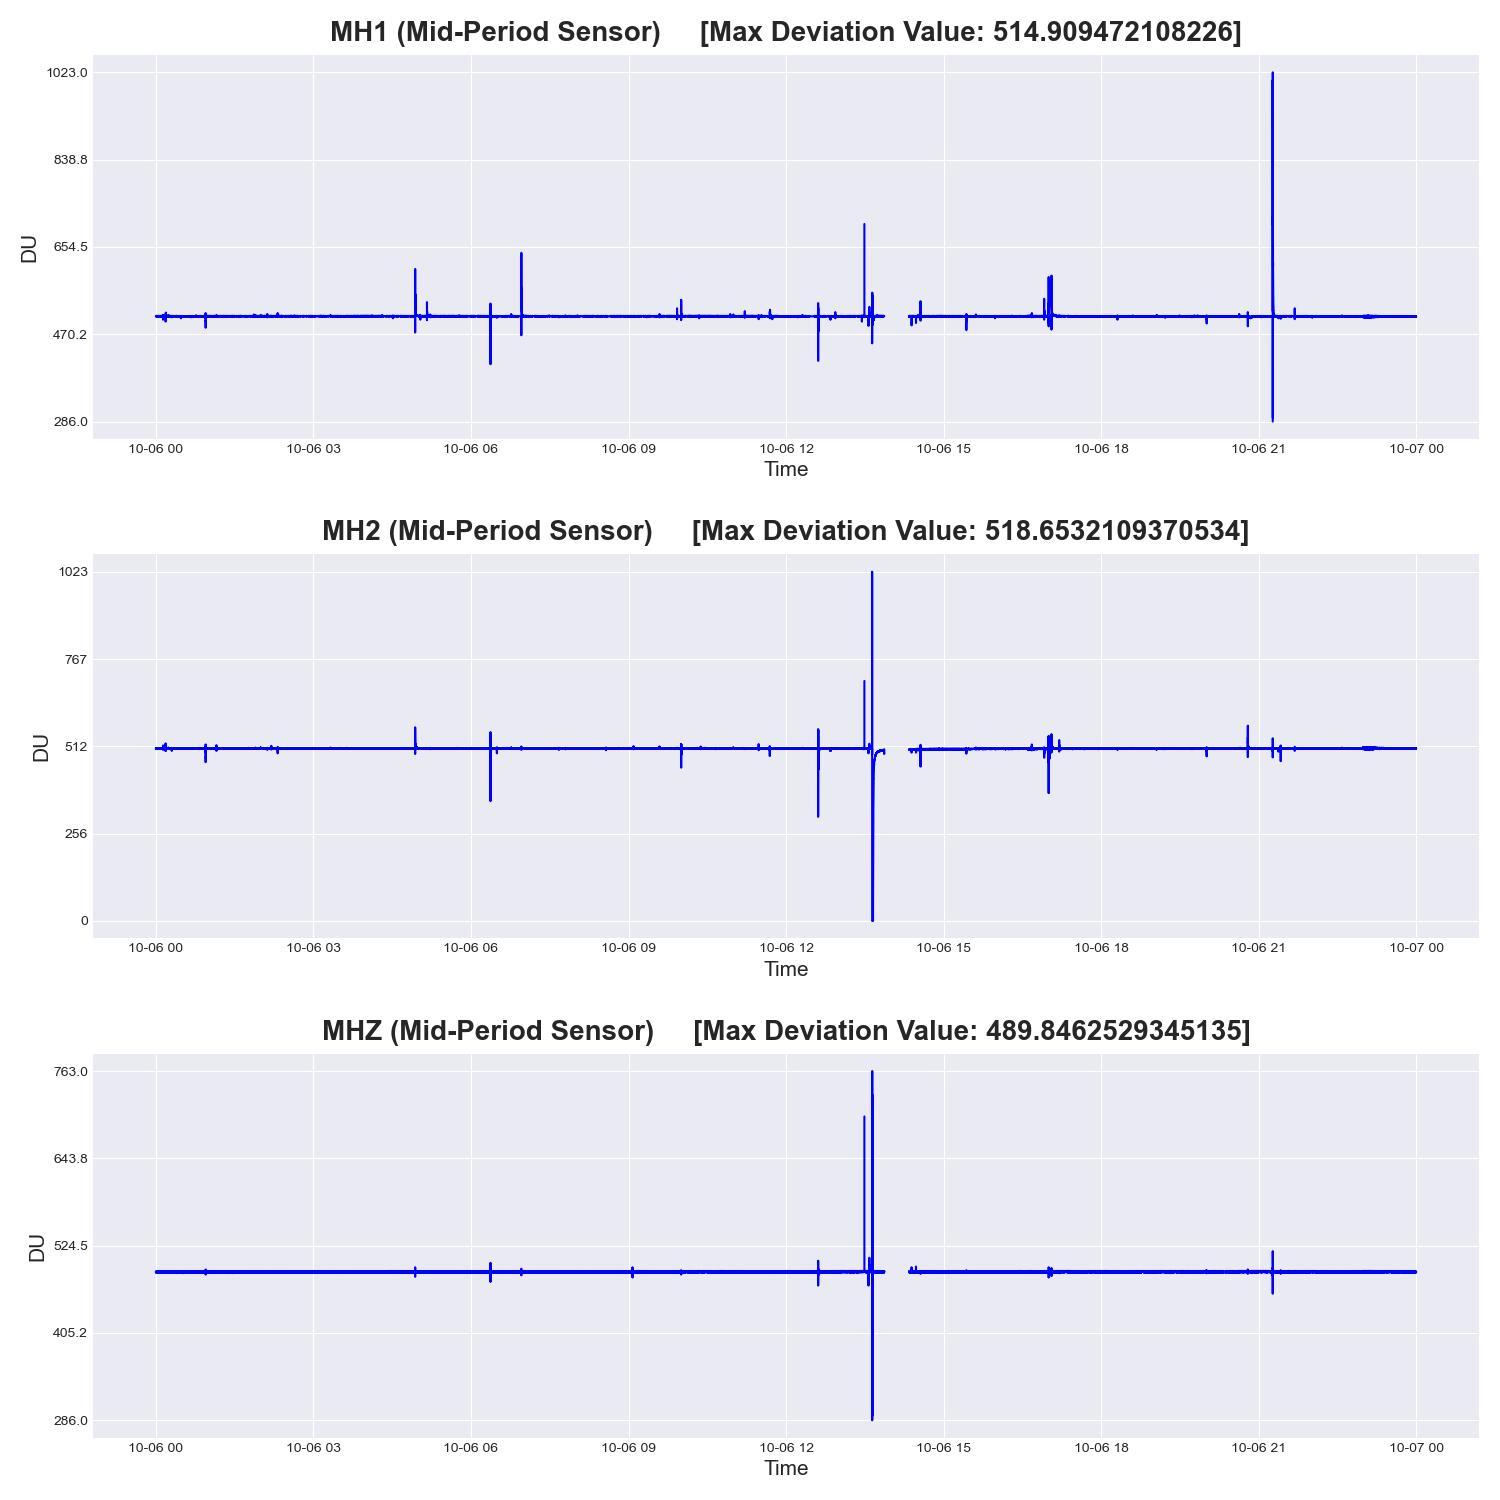 MH1 (Mid-Period Sensor) [Max Deviation Value: 514.909472108226]
1023.0
838.8
654.5
470.2
286.0
DU
10-06 00 10-06 03 10-06 06 10-06 09 10-06 12 10-06 15 10-06 18 10-06 21 10-07 00
Time
MH2 (Mid-Period Sensor) [Max Deviation Value: 518.6532109370534]
1023
767
512
256
0
DU
10-06 00 10-06 03 10-06 06 10-06 09 10-06 12 10-06 15 10-06 18 10-06 21 10-07 00
Time
MHZ (Mid-Period Sensor) [Max Deviation Value: 489.8462529345135]
763.0
643.8
524.5
405.2
286.0
DU
10-06 00 10-06 03 10-06 06 10-06 09 10-06 12 10-06 15 10-06 18 10-06 21 10-07 00
Time